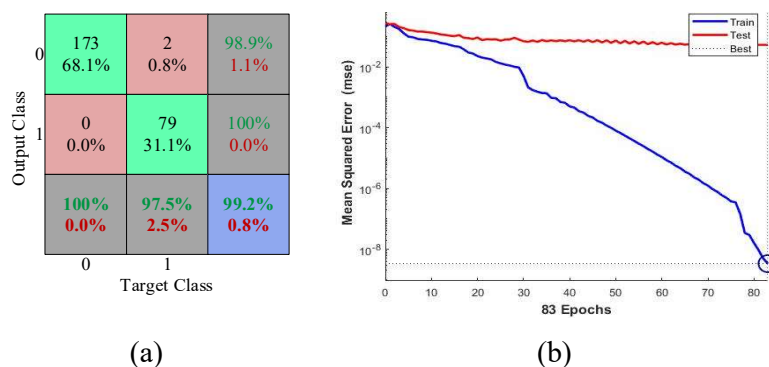 0
173
68.1%
2
0.8%
98.9%
1.1%
1
0
0.0%
79
31.1%
100%
0.0%
100%
0.0%
97.5%
2.5%
99.2%
0.8%
0
1
Output Class
Target Class
(a)
Train
Test
Best
Mean Squared Error (mse)
10^-2
10^-4
10^-6
10^-8
0 10 20 30 40 50 60 70 80
83 Epochs
(b)